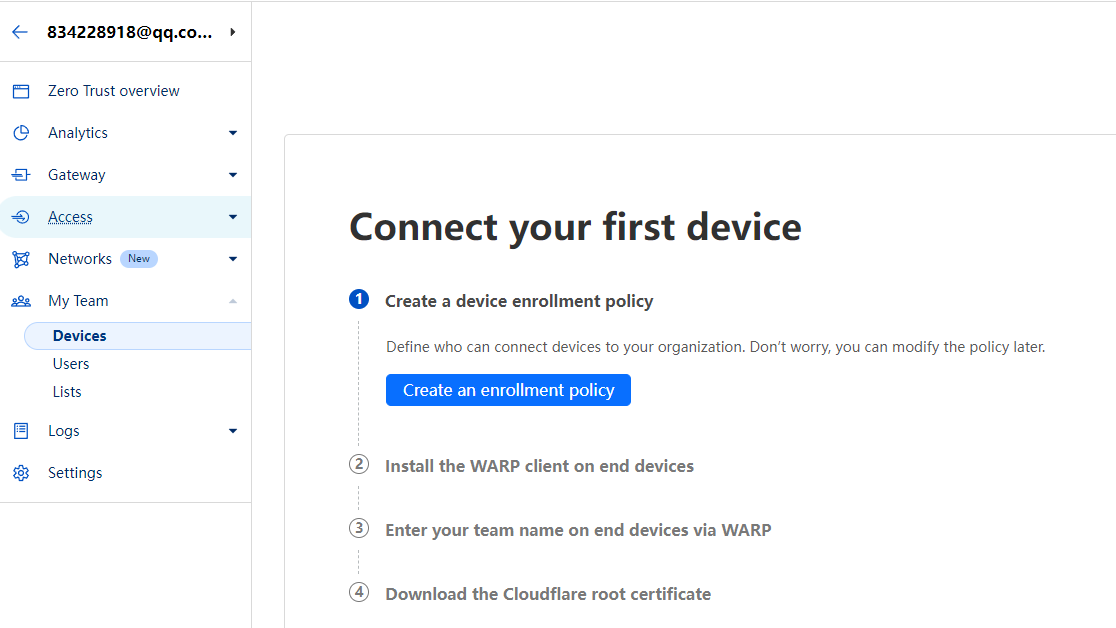 834228918@qq.co...
Zero Trust overview
Analytics
Gateway
Access
Networks New
My Team
Devices
Users
Lists
Logs
Settings
Connect your first device
1 Create a device enrollment policy
Define who can connect devices to your organization. Don’t worry, you can modify the policy later.
Create an enrollment policy
2 Install the WARP client on end devices
3 Enter your team name on end devices via WARP
4 Download the Cloudflare root certificate